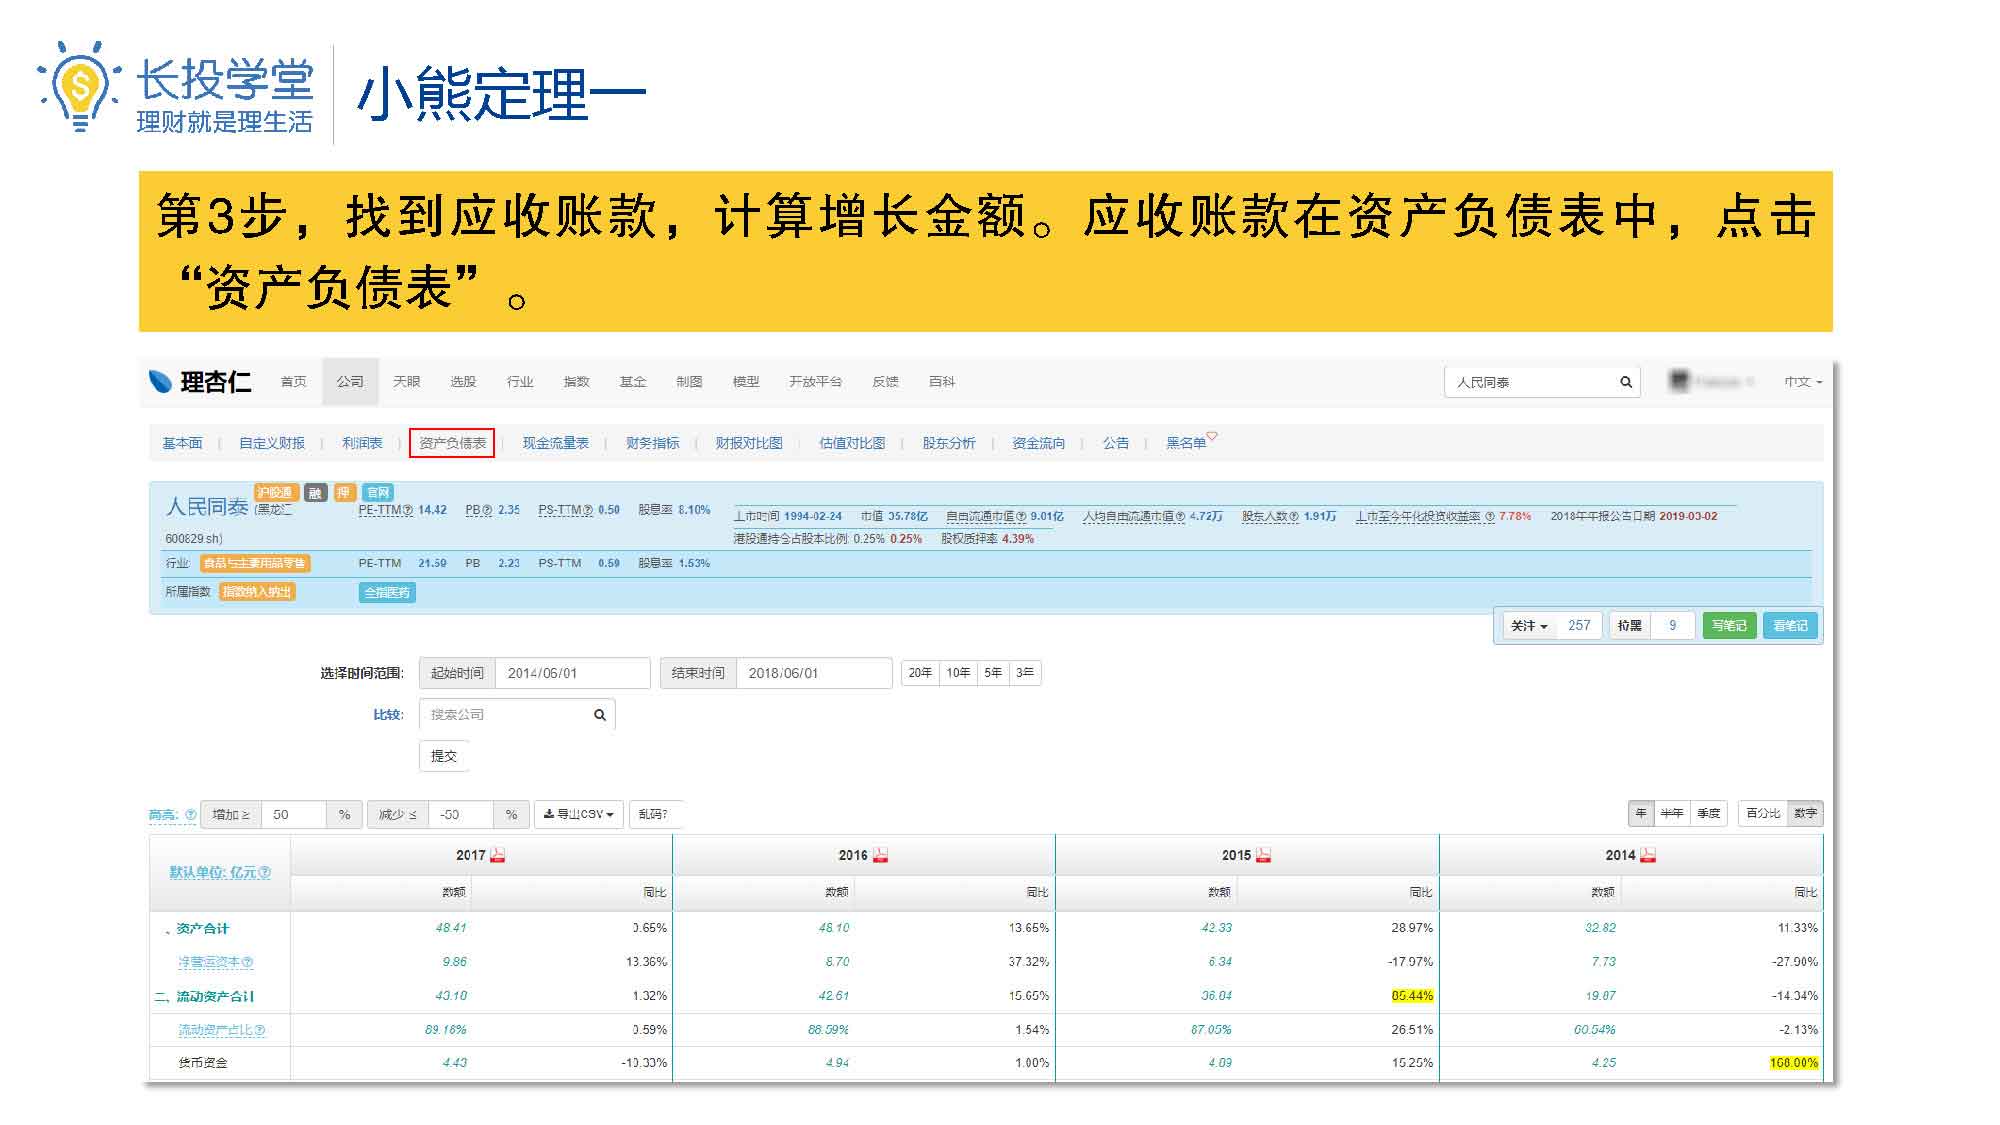 长投学堂
理财就是理生活
小熊定理一
第3步，找到应收账款，计算增长金额。应收账款在资产负债表中，点击
“资产负债表”。
理杏仁 首页 公司 天眼 选股 行业 指数 基金 制图 模型 开放平台 反馈 百科 人民同泰 中文
基本面 | 自定义财报 | 利润表 | 资产负债表 | 现金流量表 | 财务指标 | 财报对比图 | 估值对比图 | 股东分析 | 资金流向 | 公告 | 黑名单
沪股通 融 押 官网
人民同泰 (黑龙江 PE-TTM 14.42 PB 2.35 PS-TTM 0.50 股息率 8.10%
600829.sh)
上市时间 1994-02-24 市值 35.78亿 自由流通市值 9.01亿 人均自由流通市值 4.72万 股东人数 1.91万 上市至今年化投资收益率 7.78% 2018年年报公告日期 2019-03-02
港股通持仓占股本比例: 0.25% 0.25% 股权质押率 4.39%
行业: 食品与主要用品零售 PE-TTM 21.59 PB 2.23 PS-TTM 0.59 股息率 1.53%
所属指数 指数纳入纳出 全指医药
关注 257 拉黑 9 写笔记 看笔记
选择时间范围: 起始时间 2014/06/01 结束时间 2018/06/01 20年 10年 5年 3年
比较: 搜索公司
提交
高亮: 增加 ≥ 50 % 减少 ≤ -50 % 导出CSV 乱码? 年 半年 季度 百分比 数字
默认单位: 亿元 2017 2016 2015 2014
数额 同比 数额 同比 数额 同比 数额 同比
、资产合计 48.41 0.65% 48.10 13.65% 42.33 28.97% 32.82 11.33%
净营运资本 9.86 13.36% 8.70 37.32% 6.34 -17.97% 7.73 -27.90%
二、流动资产合计 43.18 1.32% 42.61 15.65% 36.84 85.44% 19.87 -14.34%
流动资产占比 89.18% 0.59% 88.59% 1.54% 87.05% 26.51% 60.54% -2.13%
货币资金 4.43 -10.33% 4.94 1.00% 4.89 15.25% 4.25 168.00%